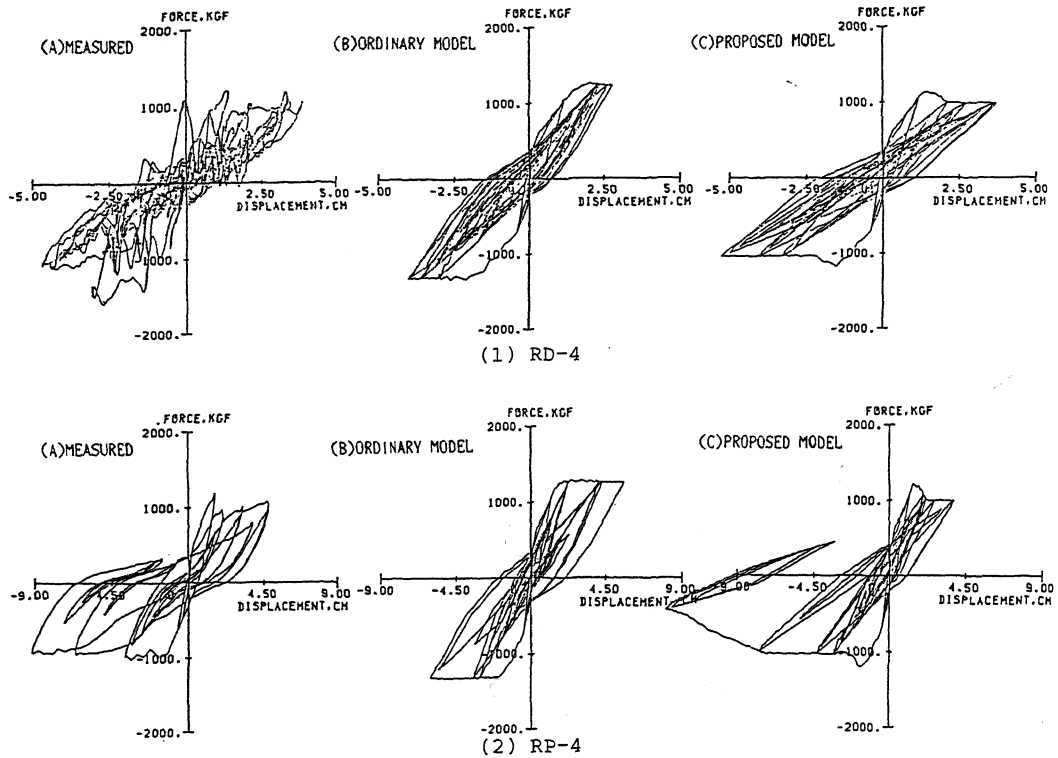 FORCE,KGF
2000.
(A)MEASURED
1000.
-5.00
-2.50
2.50
5.00
DISPLACEMENT,CM
-1000.
-2000.
FORCE,KGF
2000.
(B)ORDINARY MODEL
1000.
-5.00
-2.50
2.50
5.00
DISPLACEMENT,CM
-1000.
-2000.
FORCE,KGF
2000.
(C)PROPOSED MODEL
1000.
-5.00
-2.50
2.50
5.00
DISPLACEMENT,CM
-1000.
-2000.
(1) RD-4
FORCE,KGF
2000.
(A)MEASURED
1000.
-9.00
-4.50
4.50
9.00
DISPLACEMENT,CM
-1000.
-2000.
FORCE,KGF
2000.
(B)ORDINARY MODEL
1000.
-9.00
-4.50
4.50
9.00
DISPLACEMENT,CM
-1000.
-2000.
FORCE,KGF
2000.
(C)PROPOSED MODEL
1000.
-9.00
-4.50
4.50
9.00
DISPLACEMENT,CM
-1000.
-2000.
(2) RP-4